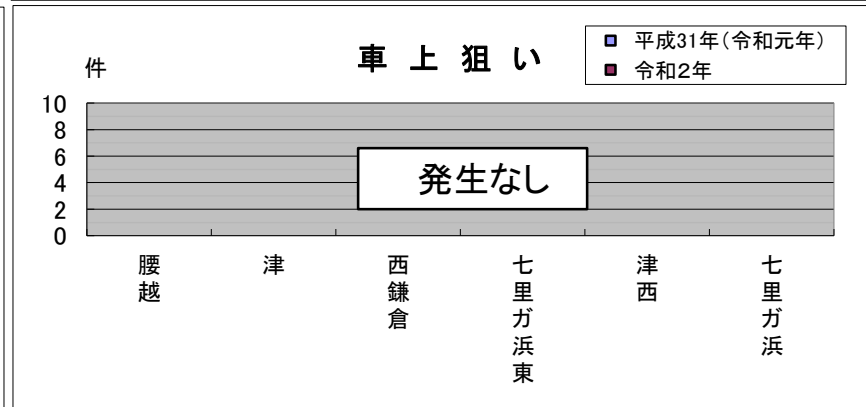 車上狙い
平成31年(令和元年)
令和2年
件
10
8
6
4
2
0
発生なし
腰越
津
西鎌倉
七里ガ浜東
津西
七里ガ浜